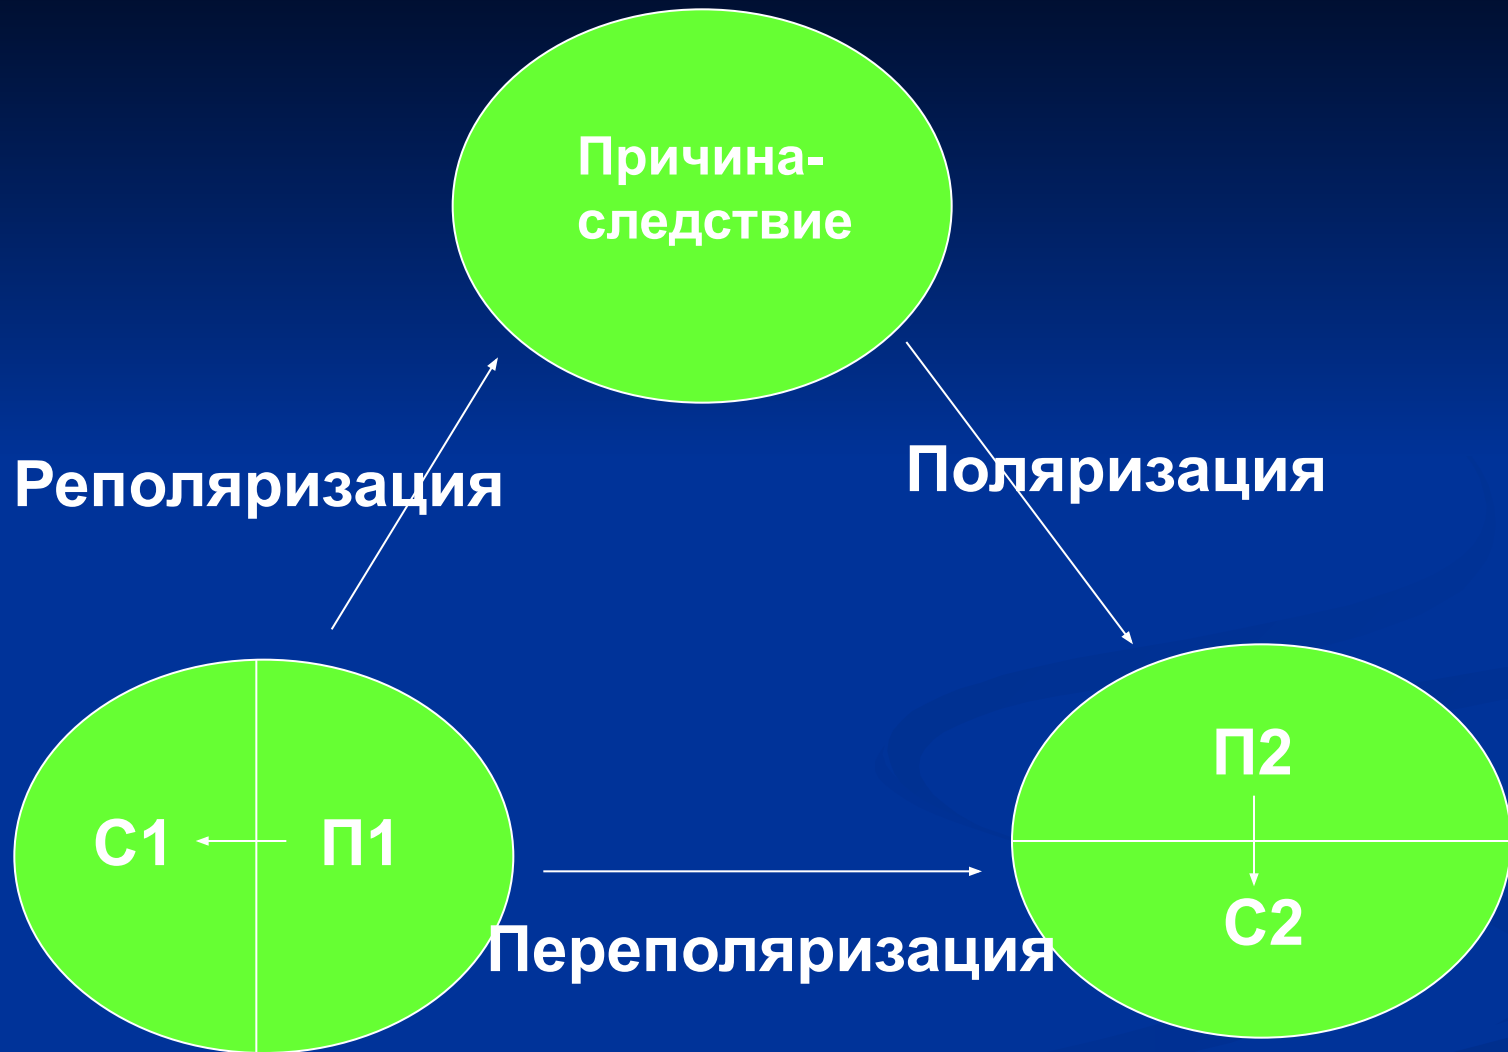 Причина-
следствие
Реполяризация
Поляризация
П2
С1
П1
С2
Переполяризация